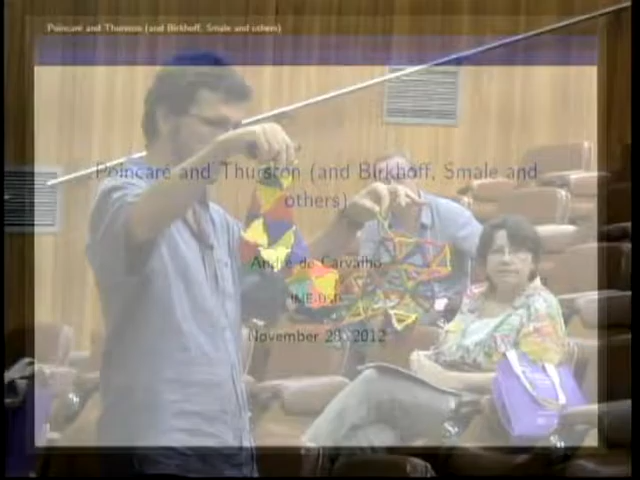 Poincaré and Thurston (and Birkhoff, Smale and others)
Poincaré and Thurston (and Birkhoff, Smale and
others)
André de Carvalho
IME-USP
November 28, 2012